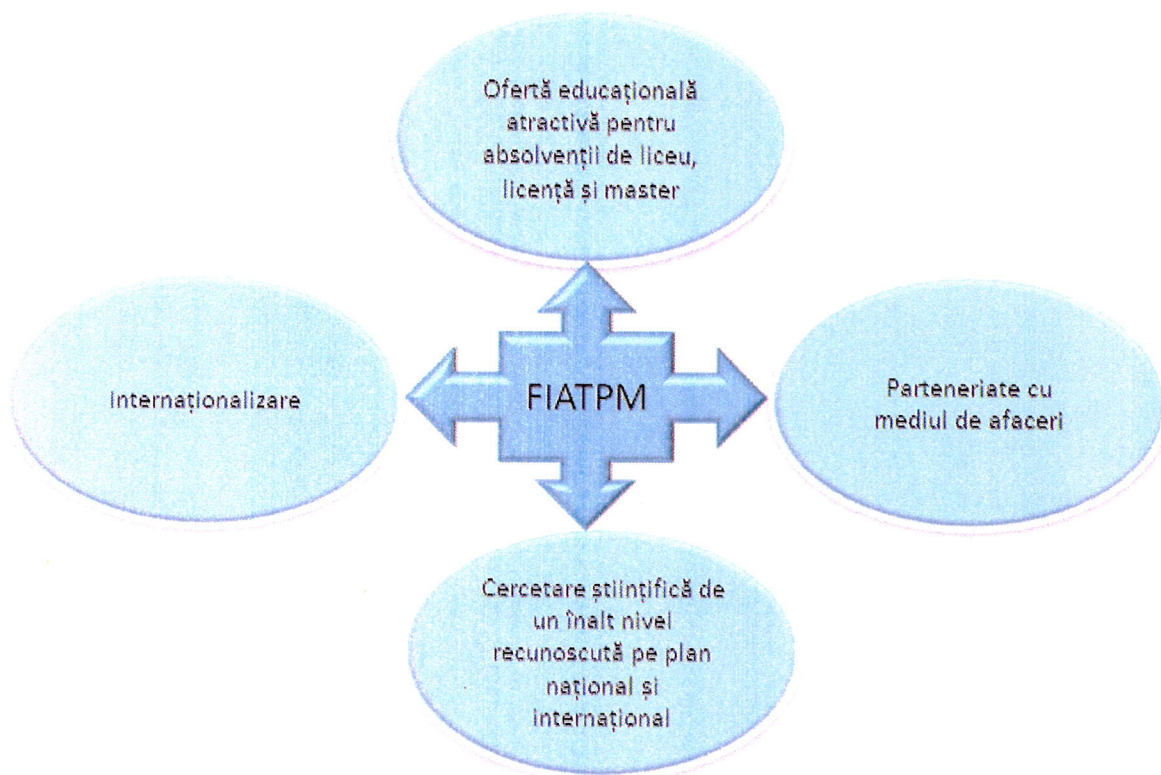 Ofertă educațională
atractivă pentru
absolvenții de liceu,
licență și master
Internaționalizare
FIATPM
Parteneriate cu
mediul de afaceri
Cercetare științifică de
un înalt nivel
recunoscută pe plan
național și
internațional